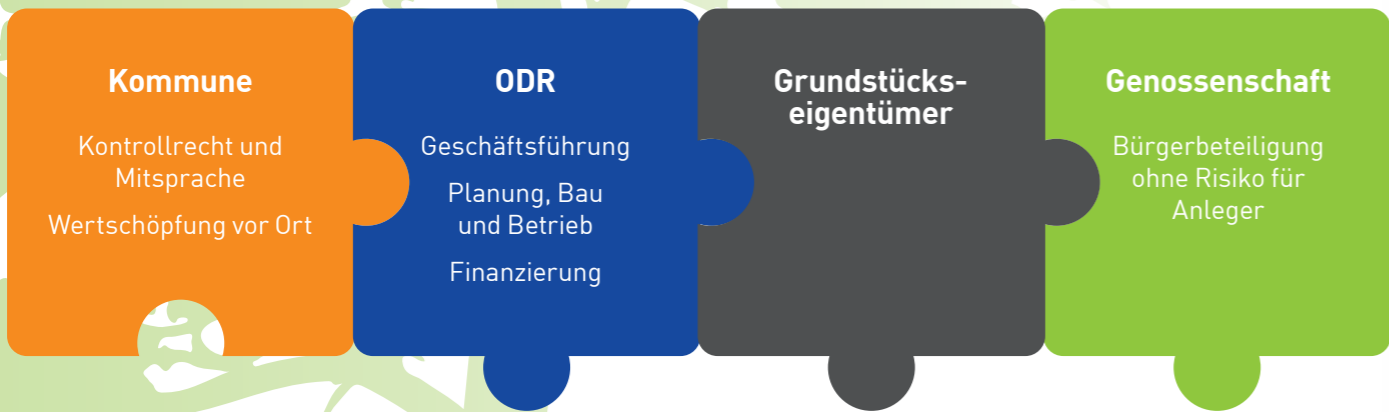 Kommune
Kontrollrecht und
Mitsprache
Wertschöpfung vor Ort
ODR
Geschäftsführung
Planung, Bau
und Betrieb
Finanzierung
Grundstücks-
eigentümer
Genossenschaft
Bürgerbeteiligung
ohne Risiko für
Anleger